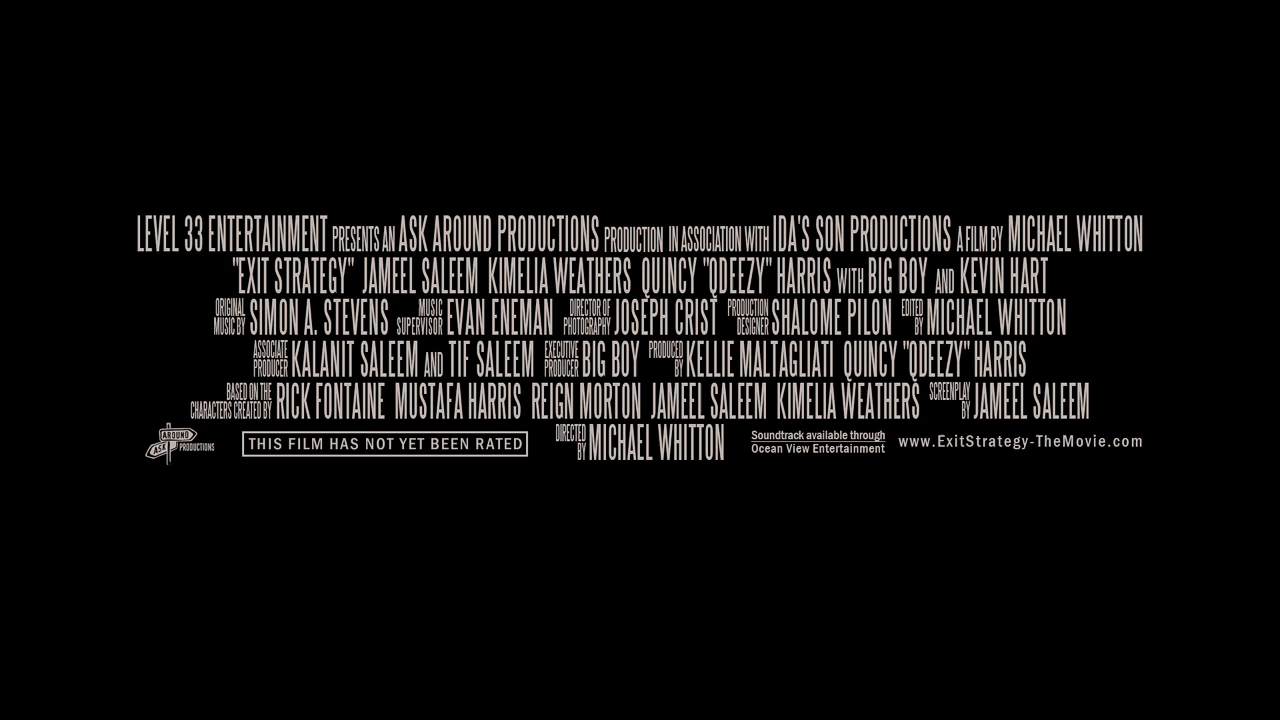 LEVEL 33 ENTERTAINMENT PRESENTS AN ASK AROUND PRODUCTIONS PRODUCTION IN ASSOCIATION WITH IDA'S SON PRODUCTIONS A FILM BY MICHAEL WHITTON
"EXIT STRATEGY" JAMEEL SALEEM KIMELIA WEATHERS QUINCY "QDEEZY" HARRIS WITH BIG BOY AND KEVIN HART
ORIGINAL MUSIC BY SIMON A. STEVENS MUSIC SUPERVISOR EVAN ENEMAN DIRECTOR OF PHOTOGRAPHY JOSEPH CRIST PRODUCTION DESIGNER SHALOME PILON EDITED BY MICHAEL WHITTON
ASSOCIATE PRODUCER KALANIT SALEEM AND TIF SALEEM EXECUTIVE PRODUCER BIG BOY PRODUCED BY KELLIE MALTAGLIATI QUINCY "QDEEZY" HARRIS
BASED ON THE CHARACTERS CREATED BY RICK FONTAINE MUSTAFA HARRIS REIGN MORTON JAMEEL SALEEM KIMELIA WEATHERS SCREENPLAY BY JAMEEL SALEEM
ASK AROUND PRODUCTIONS THIS FILM HAS NOT YET BEEN RATED DIRECTED BY MICHAEL WHITTON Soundtrack available through Ocean View Entertainment www.ExitStrategy-TheMovie.com